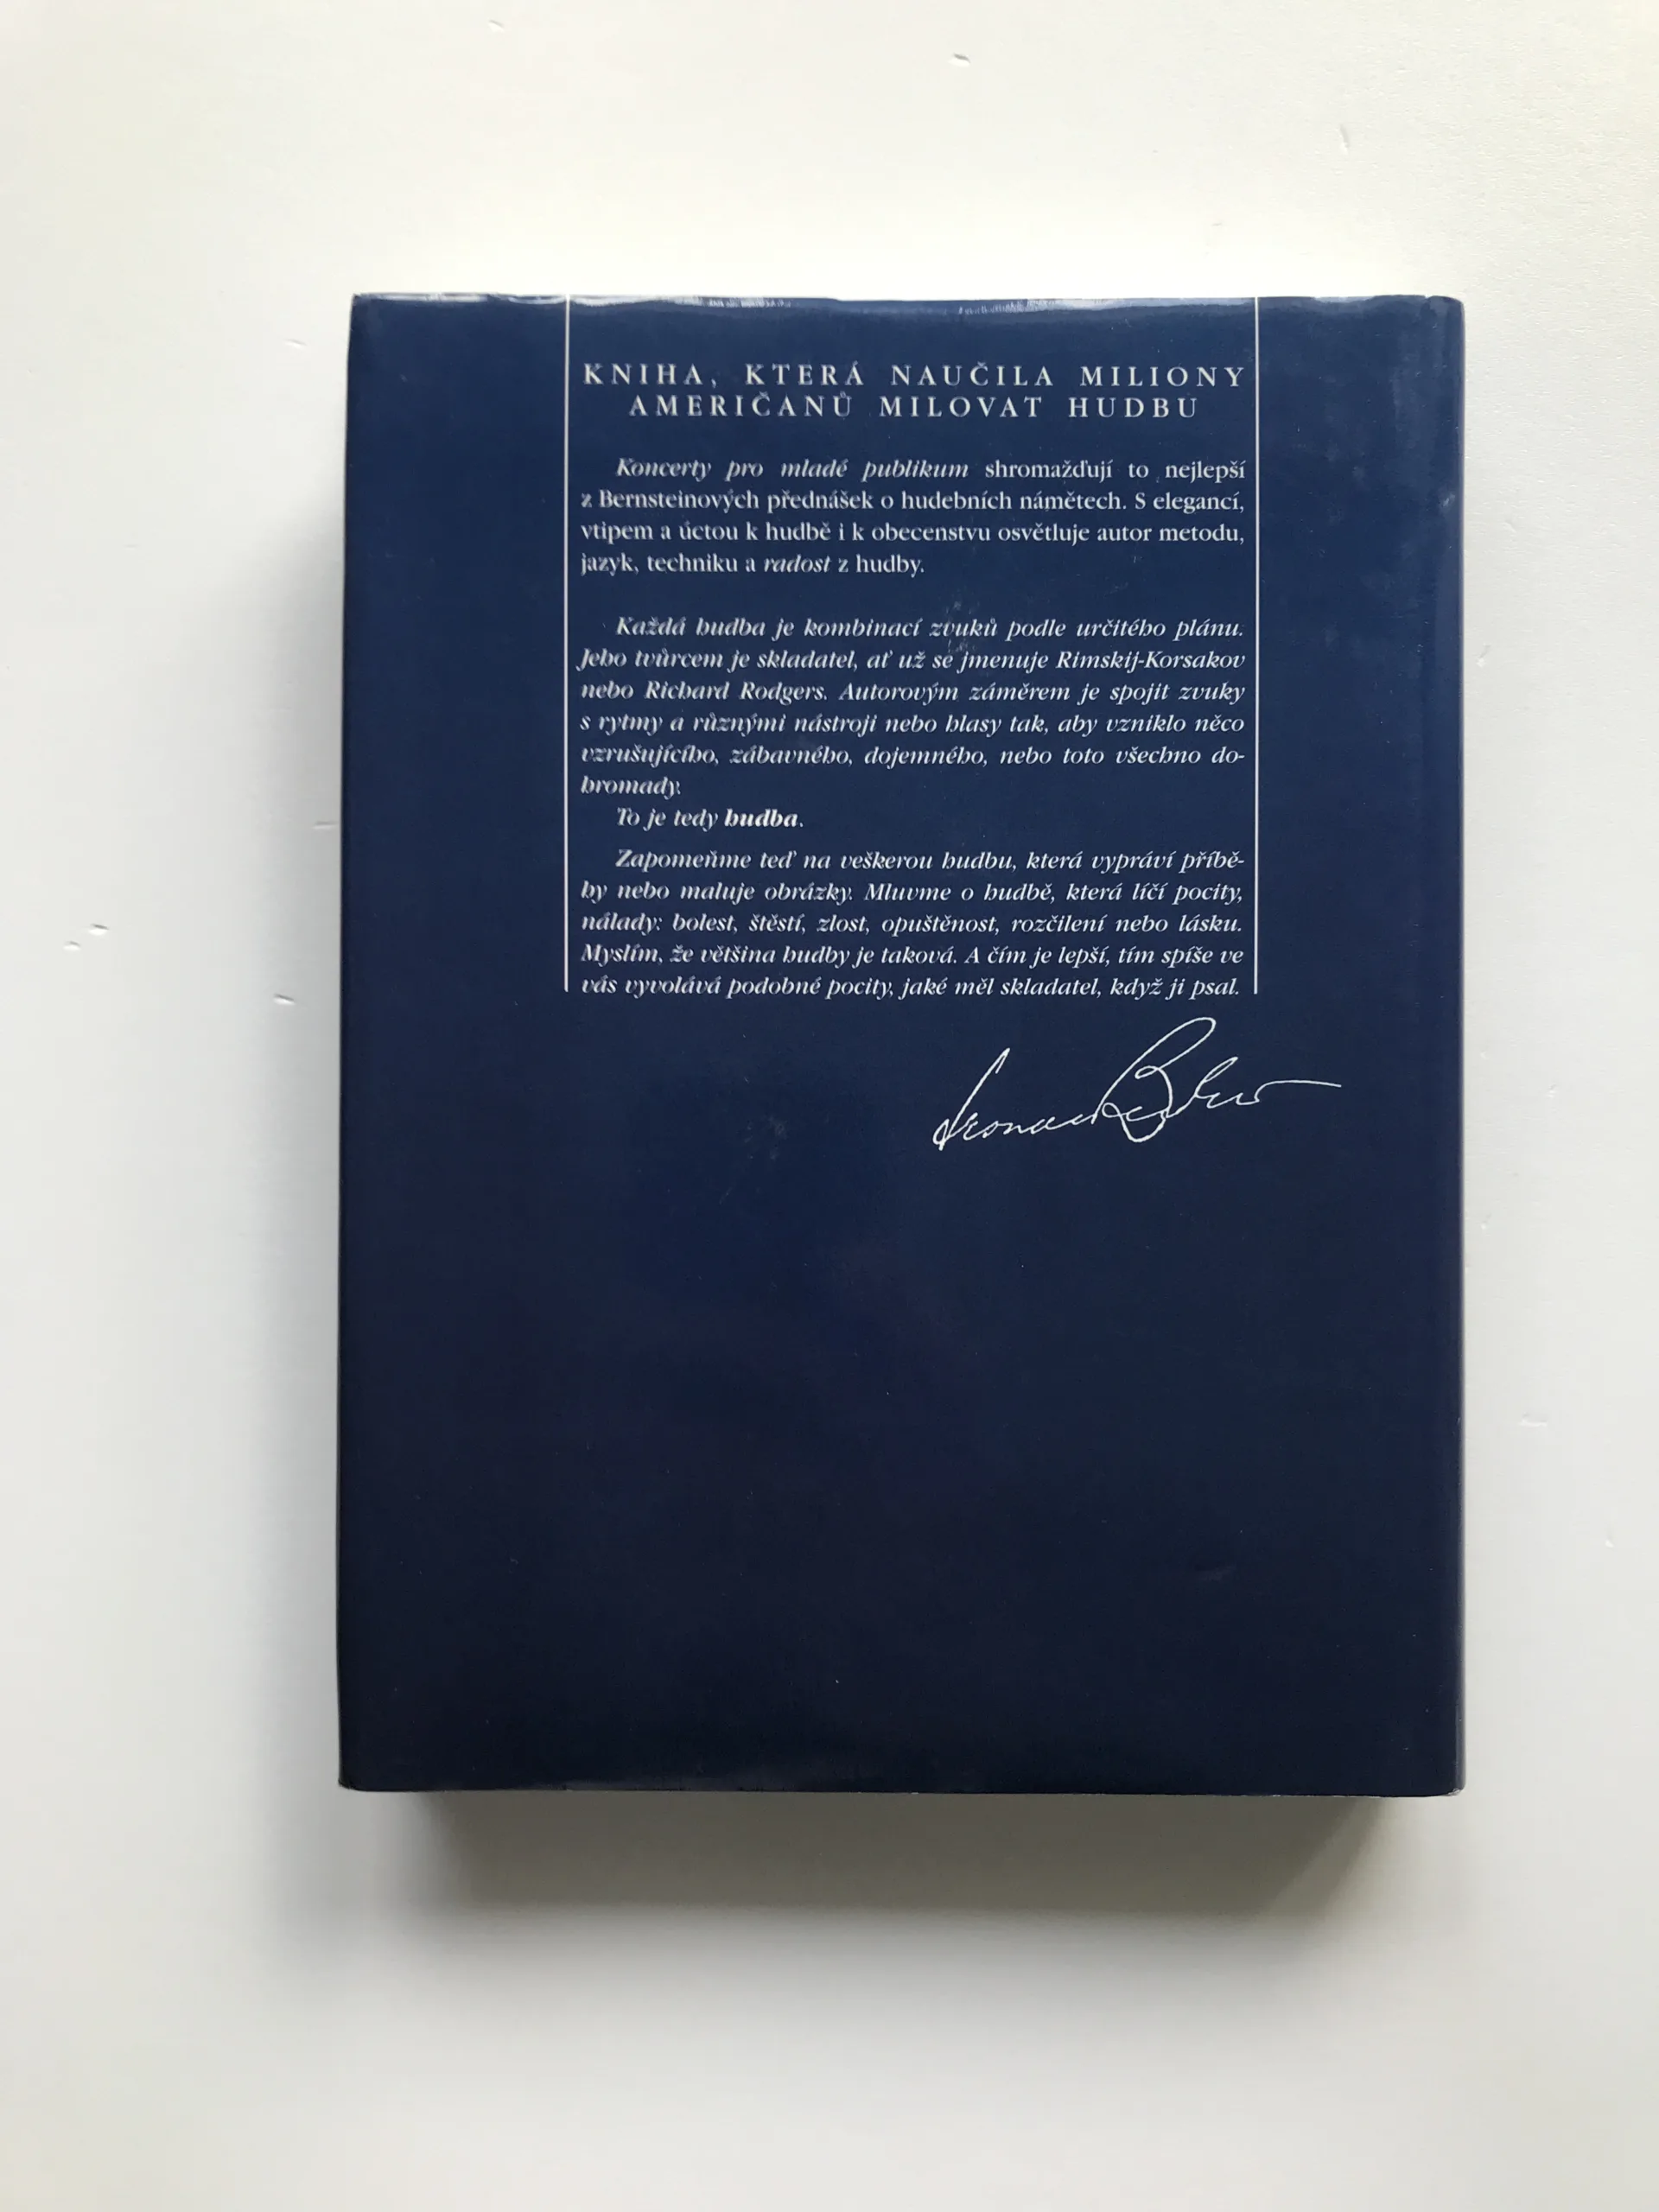 KNIHA, KTERÁ NAUČILA MILIONY
AMERIČANŮ MILOVAT HUDBU
Koncerty pro mladé publikum shromažďují to nejlepší
z Bernsteinových přednášek o hudebních námětech. S elegancí,
vtipem a úctou k hudbě i k obecenstvu osvětluje autor metodu,
jazyk, techniku a radost z hudby.
Každá hudba je kombinací zvuků podle určitého plánu.
Jeho tvůrcem je skladatel, ať už se jmenuje Rimskij-Korsakov
nebo Richard Rodgers. Autorovým záměrem je spojit zvuky
s rytmy a různými nástroji nebo hlasy tak, aby vzniklo něco
vzrušujícího, zábavného, dojemného, nebo toto všechno do-
hromady.
To je tedy hudba.
Zapomeňme teď na veškerou hudbu, která vypráví příbě-
hy nebo maluje obrázky. Mluvme o hudbě, která líčí pocity,
nálady: bolest, štěstí, zlost, opuštěnost, rozčilení nebo lásku.
Myslím, že většina hudby je taková. A čím je lepší, tím spíše ve
vás vyvolává podobné pocity, jaké měl skladatel, když ji psal.